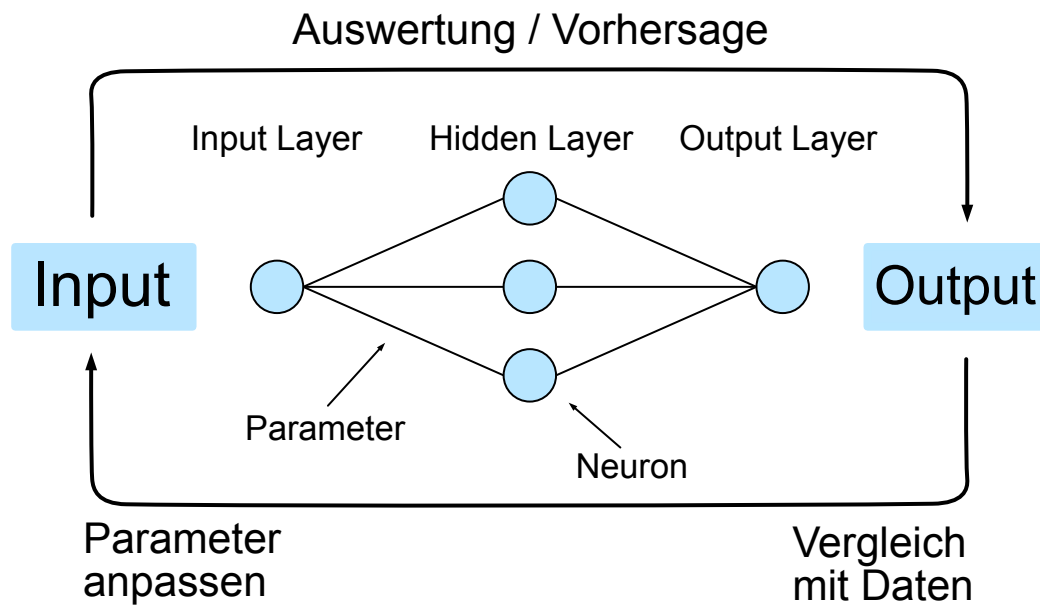 Auswertung / Vorhersage
Input Layer
Hidden Layer
Output Layer
Input
Output
Parameter
Neuron
Parameter
anpassen
Vergleich
mit Daten